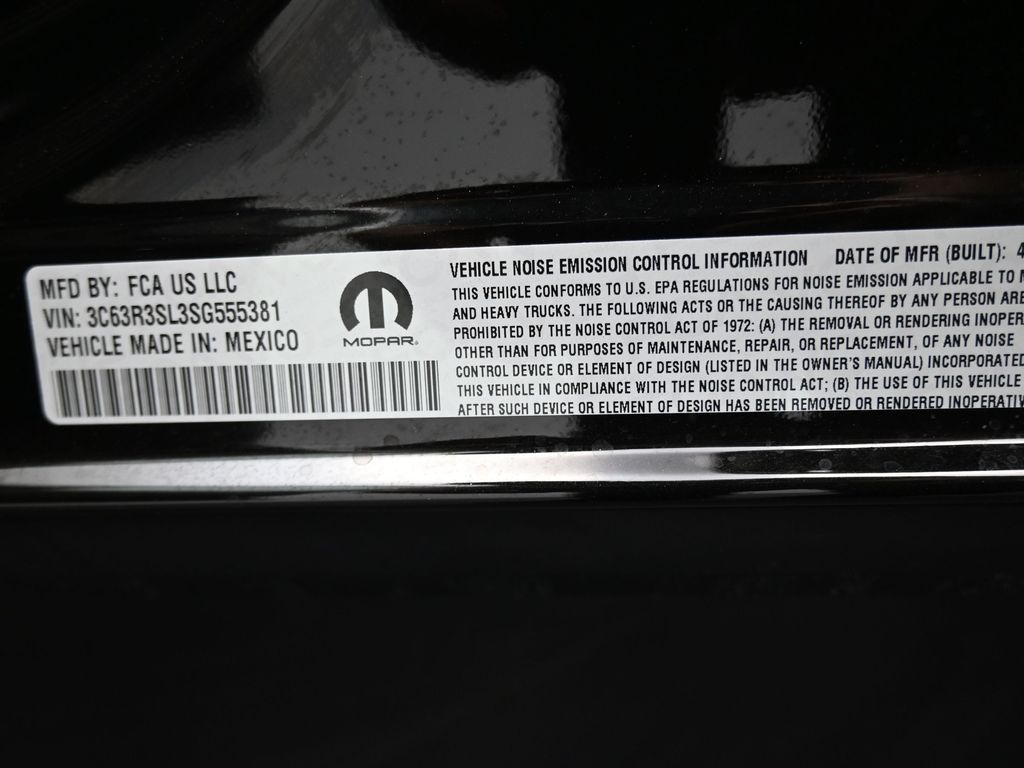 MFD BY: FCA US LLC
VIN: 3C63R3SL3SG555381
VEHICLE MADE IN: MEXICO
MOPAR
VEHICLE NOISE EMISSION CONTROL INFORMATION DATE OF MFR (BUILT): 4
THIS VEHICLE CONFORMS TO U.S. EPA REGULATIONS FOR NOISE EMISSION APPLICABLE TO
AND HEAVY TRUCKS. THE FOLLOWING ACTS OR THE CAUSING THEREOF BY ANY PERSON ARE
PROHIBITED BY THE NOISE CONTROL ACT OF 1972: (A) THE REMOVAL OR RENDERING INOPER
OTHER THAN FOR PURPOSES OF MAINTENANCE, REPAIR, OR REPLACEMENT, OF ANY NOISE
CONTROL DEVICE OR ELEMENT OF DESIGN (LISTED IN THE OWNER'S MANUAL) INCORPORATED
THIS VEHICLE IN COMPLIANCE WITH THE NOISE CONTROL ACT; (B) THE USE OF THIS VEHICLE
AFTER SUCH DEVICE OR ELEMENT OF DESIGN HAS BEEN REMOVED OR RENDERED INOPERATIV